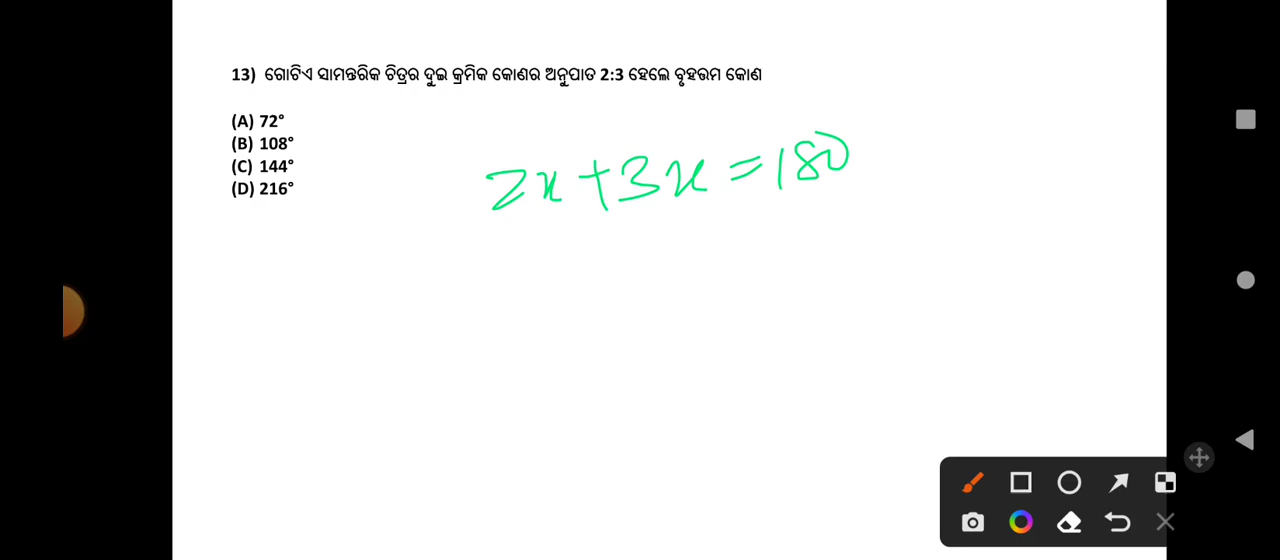 13) ଗୋଟିଏ ସାମନ୍ତରିକ ଚିତ୍ରର ଦୁଇ କ୍ରମିକ କୋଣର ଅନୁପାତ 2:3 ହେଲେ ବୃହତ୍ତମ କୋଣ
(A) 72°
(B) 108°
(C) 144°
(D) 216°
2x+3x=180